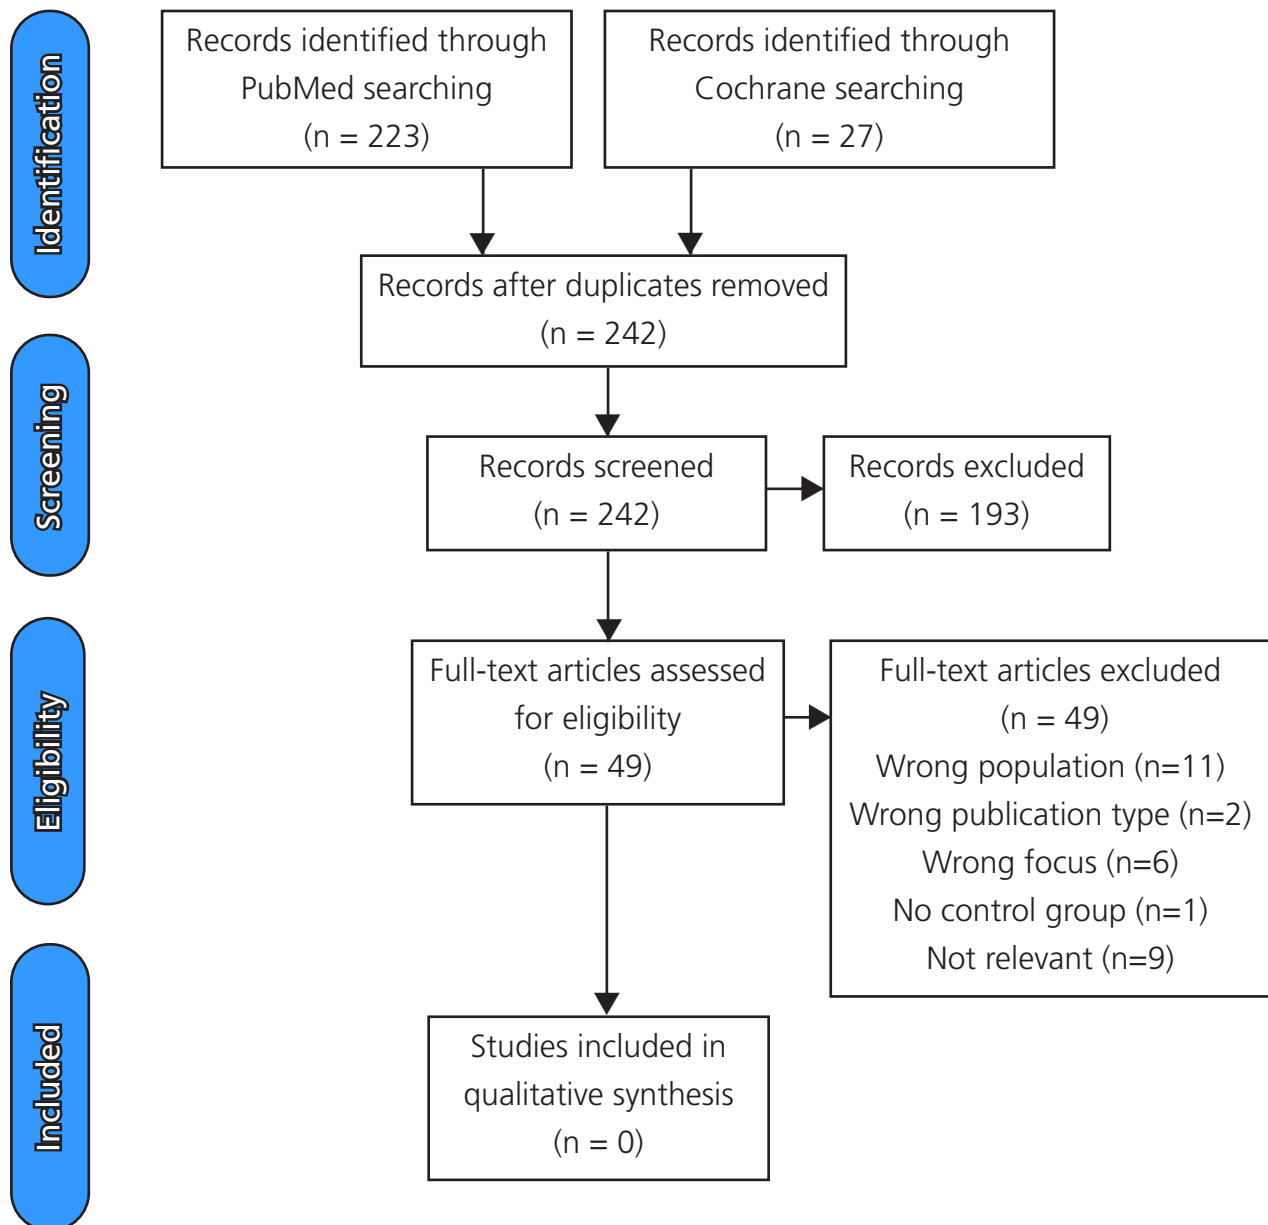 Identification
Records identified through
PubMed searching
(n = 223)
Records identified through
Cochrane searching
(n = 27)
Records after duplicates removed
(n = 242)
Screening
Records screened
(n = 242)
Records excluded
(n = 193)
Eligibility
Full-text articles assessed
for eligibility
(n = 49)
Full-text articles excluded
(n = 49)
Wrong population (n=11)
Wrong publication type (n=2)
Wrong focus (n=6)
No control group (n=1)
Not relevant (n=9)
Included
Studies included in
qualitative synthesis
(n = 0)